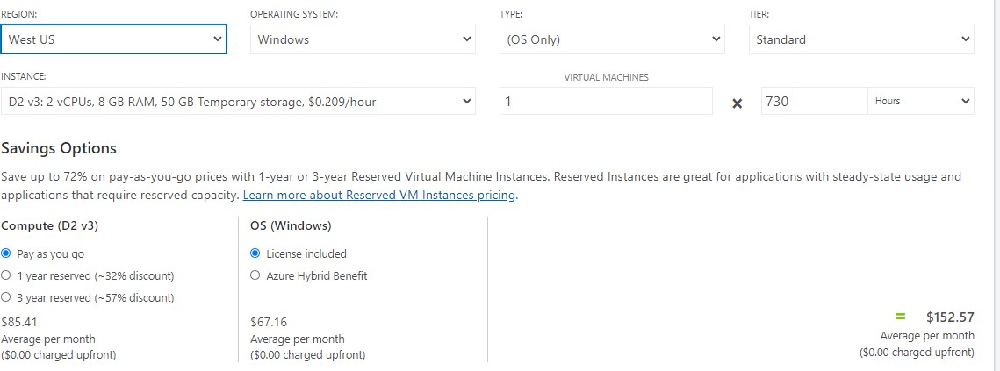 REGION: OPERATING SYSTEM: TYPE: TIER:
West US Windows (OS Only) Standard
INSTANCE: VIRTUAL MACHINES
D2 v3: 2 vCPUs, 8 GB RAM, 50 GB Temporary storage, $0.209/hour 1 × 730 Hours
Savings Options
Save up to 72% on pay-as-you-go prices with 1-year or 3-year Reserved Virtual Machine Instances. Reserved Instances are great for applications with steady-state usage and
applications that require reserved capacity. Learn more about Reserved VM Instances pricing.
Compute (D2 v3)
Pay as you go
1 year reserved (~32% discount)
3 year reserved (~57% discount)
$85.41
Average per month
($0.00 charged upfront)
OS (Windows)
License included
Azure Hybrid Benefit
$67.16
Average per month
($0.00 charged upfront)
= $152.57
Average per month
($0.00 charged upfront)